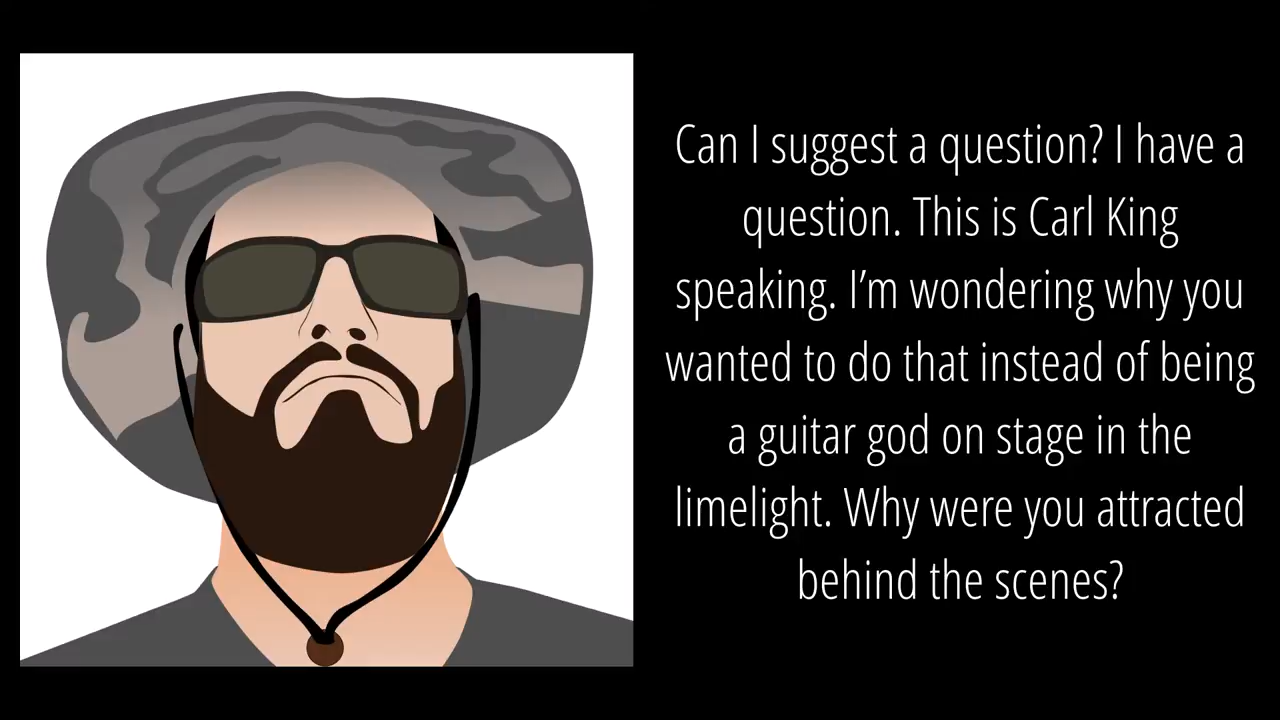 Can I suggest a question? I have a
question. This is Carl King
speaking. I’m wondering why you
wanted to do that instead of being
a guitar god on stage in the
limelight. Why were you attracted
behind the scenes?